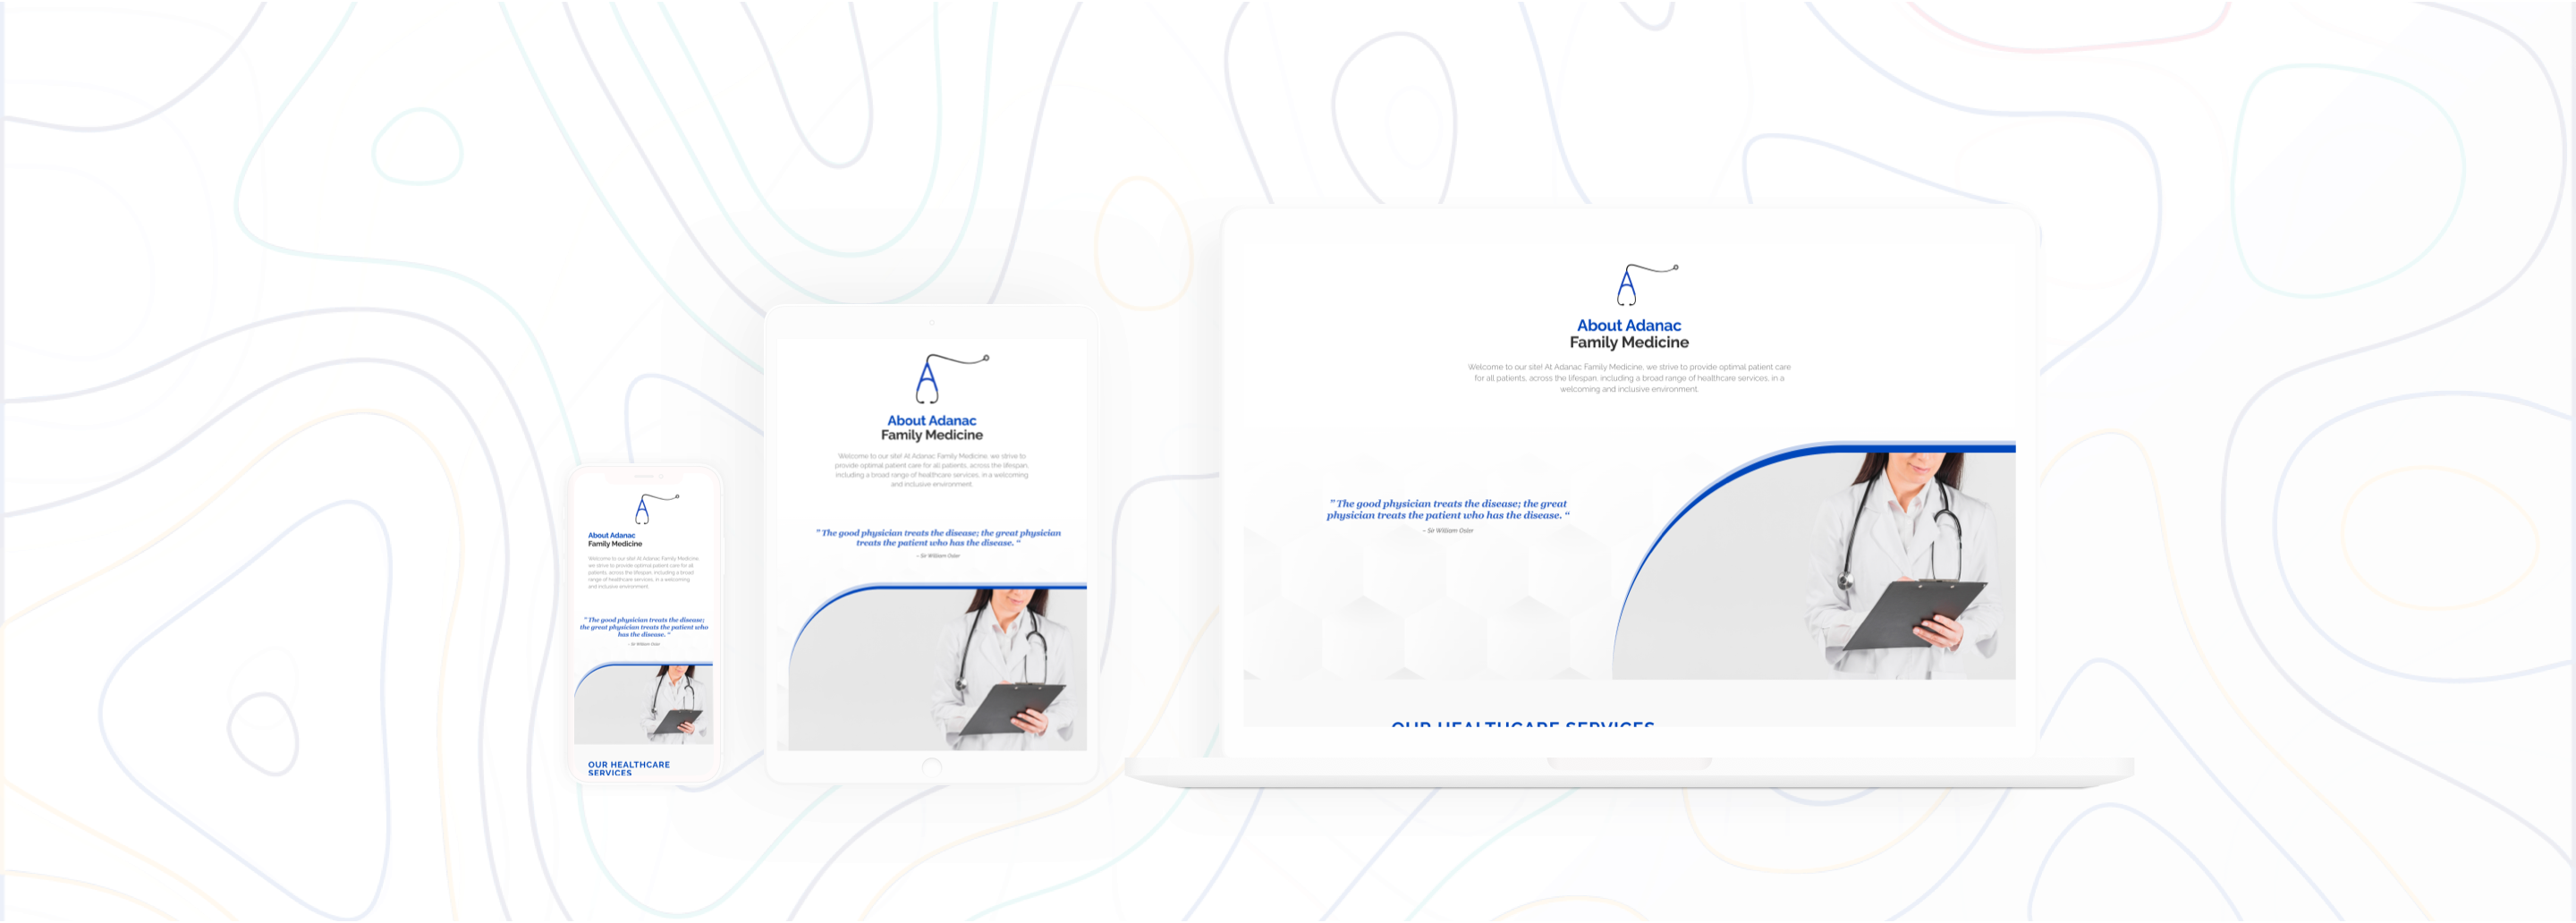 About Adanac
Family Medicine
Welcome to our site! At Adanac Family Medicine,
we strive to provide optimal patient care for all
patients, across the lifespan, including a broad
range of healthcare services, in a welcoming
and inclusive environment.
" The good physician treats the disease;
the great physician treats the patient who
has the disease. "
– Sir William Osler
OUR HEALTHCARE
SERVICES
About Adanac
Family Medicine
Welcome to our site! At Adanac Family Medicine, we strive to
provide optimal patient care for all patients, across the lifespan,
including a broad range of healthcare services, in a welcoming
and inclusive environment.
" The good physician treats the disease; the great physician
treats the patient who has the disease. "
– Sir William Osler
About Adanac
Family Medicine
Welcome to our site! At Adanac Family Medicine, we strive to provide optimal patient care
for all patients, across the lifespan, including a broad range of healthcare services, in a
welcoming and inclusive environment.
" The good physician treats the disease; the great
physician treats the patient who has the disease. "
– Sir William Osler
OUR HEALTHCARE SERVICES